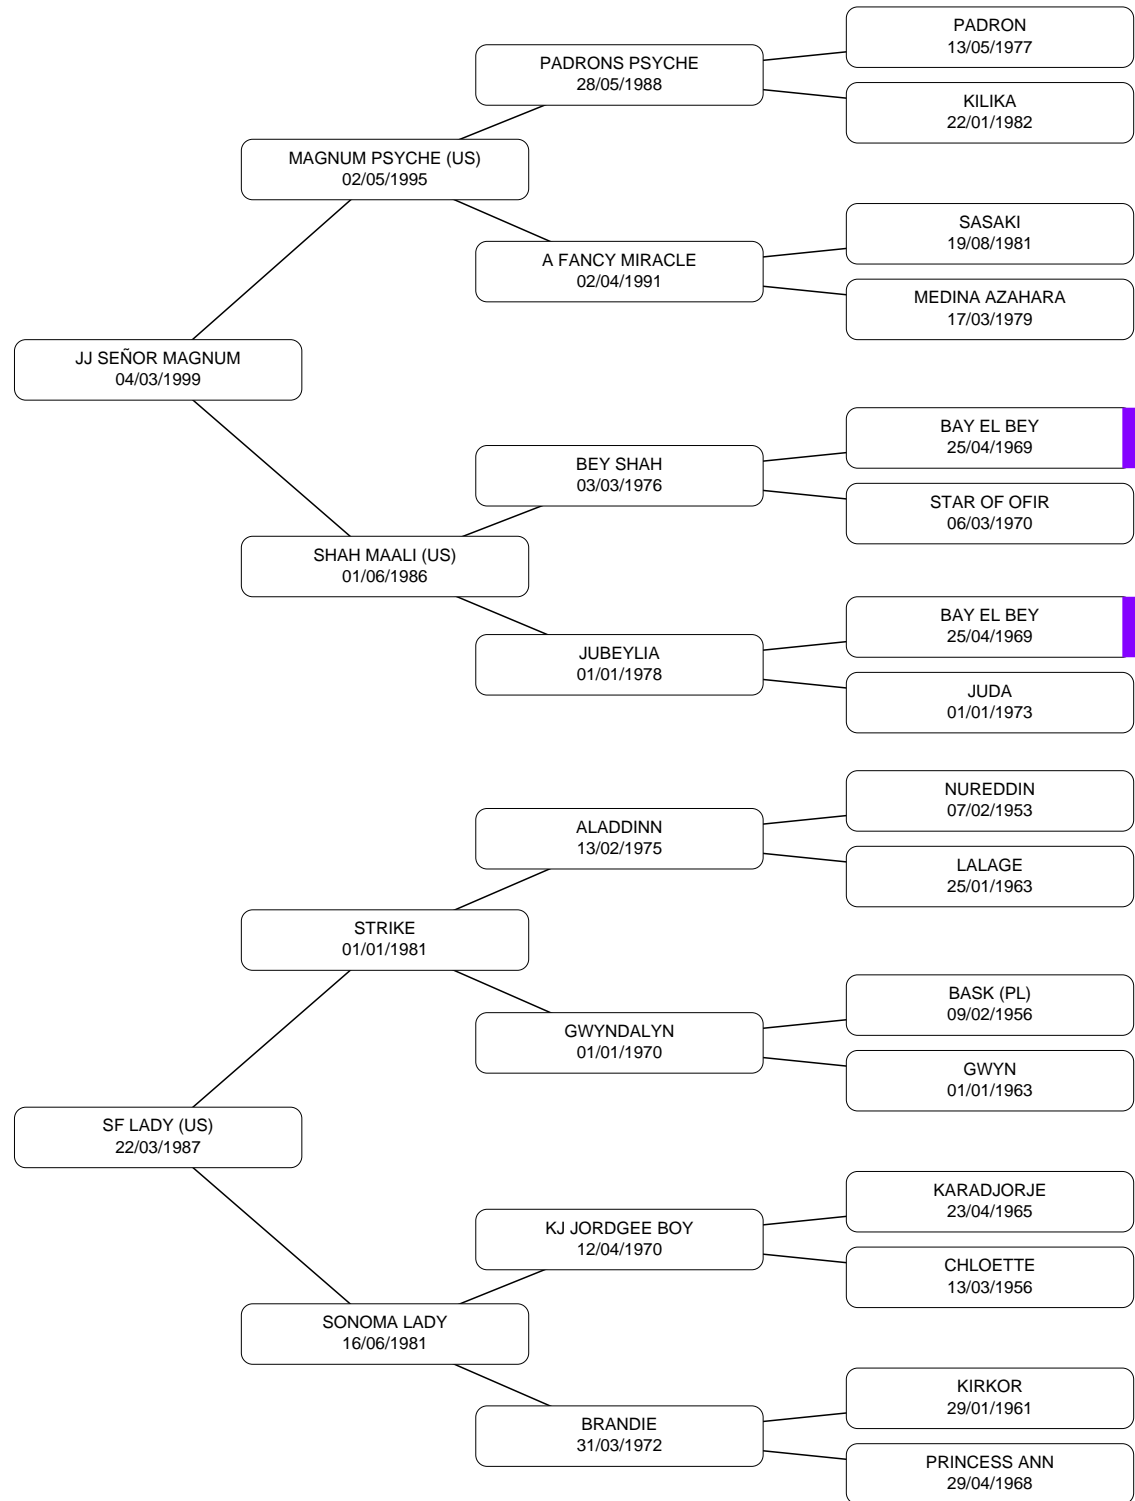 PADRON
13/05/1977
PADRONS PSYCHE
28/05/1988
KILIKA
22/01/1982
MAGNUM PSYCHE (US)
02/05/1995
SASAKI
19/08/1981
A FANCY MIRACLE
02/04/1991
MEDINA AZAHARA
17/03/1979
JJ SEÑOR MAGNUM
04/03/1999
BAY EL BEY
25/04/1969
BEY SHAH
03/03/1976
STAR OF OFIR
06/03/1970
SHAH MAALI (US)
01/06/1986
BAY EL BEY
25/04/1969
JUBEYLIA
01/01/1978
JUDA
01/01/1973
NUREDDIN
07/02/1953
ALADDINN
13/02/1975
LALAGE
25/01/1963
STRIKE
01/01/1981
BASK (PL)
09/02/1956
GWYNDALYN
01/01/1970
GWYN
01/01/1963
SF LADY (US)
22/03/1987
KARADJORJE
23/04/1965
KJ JORDGEE BOY
12/04/1970
CHLOETTE
13/03/1956
SONOMA LADY
16/06/1981
KIRKOR
29/01/1961
BRANDIE
31/03/1972
PRINCESS ANN
29/04/1968